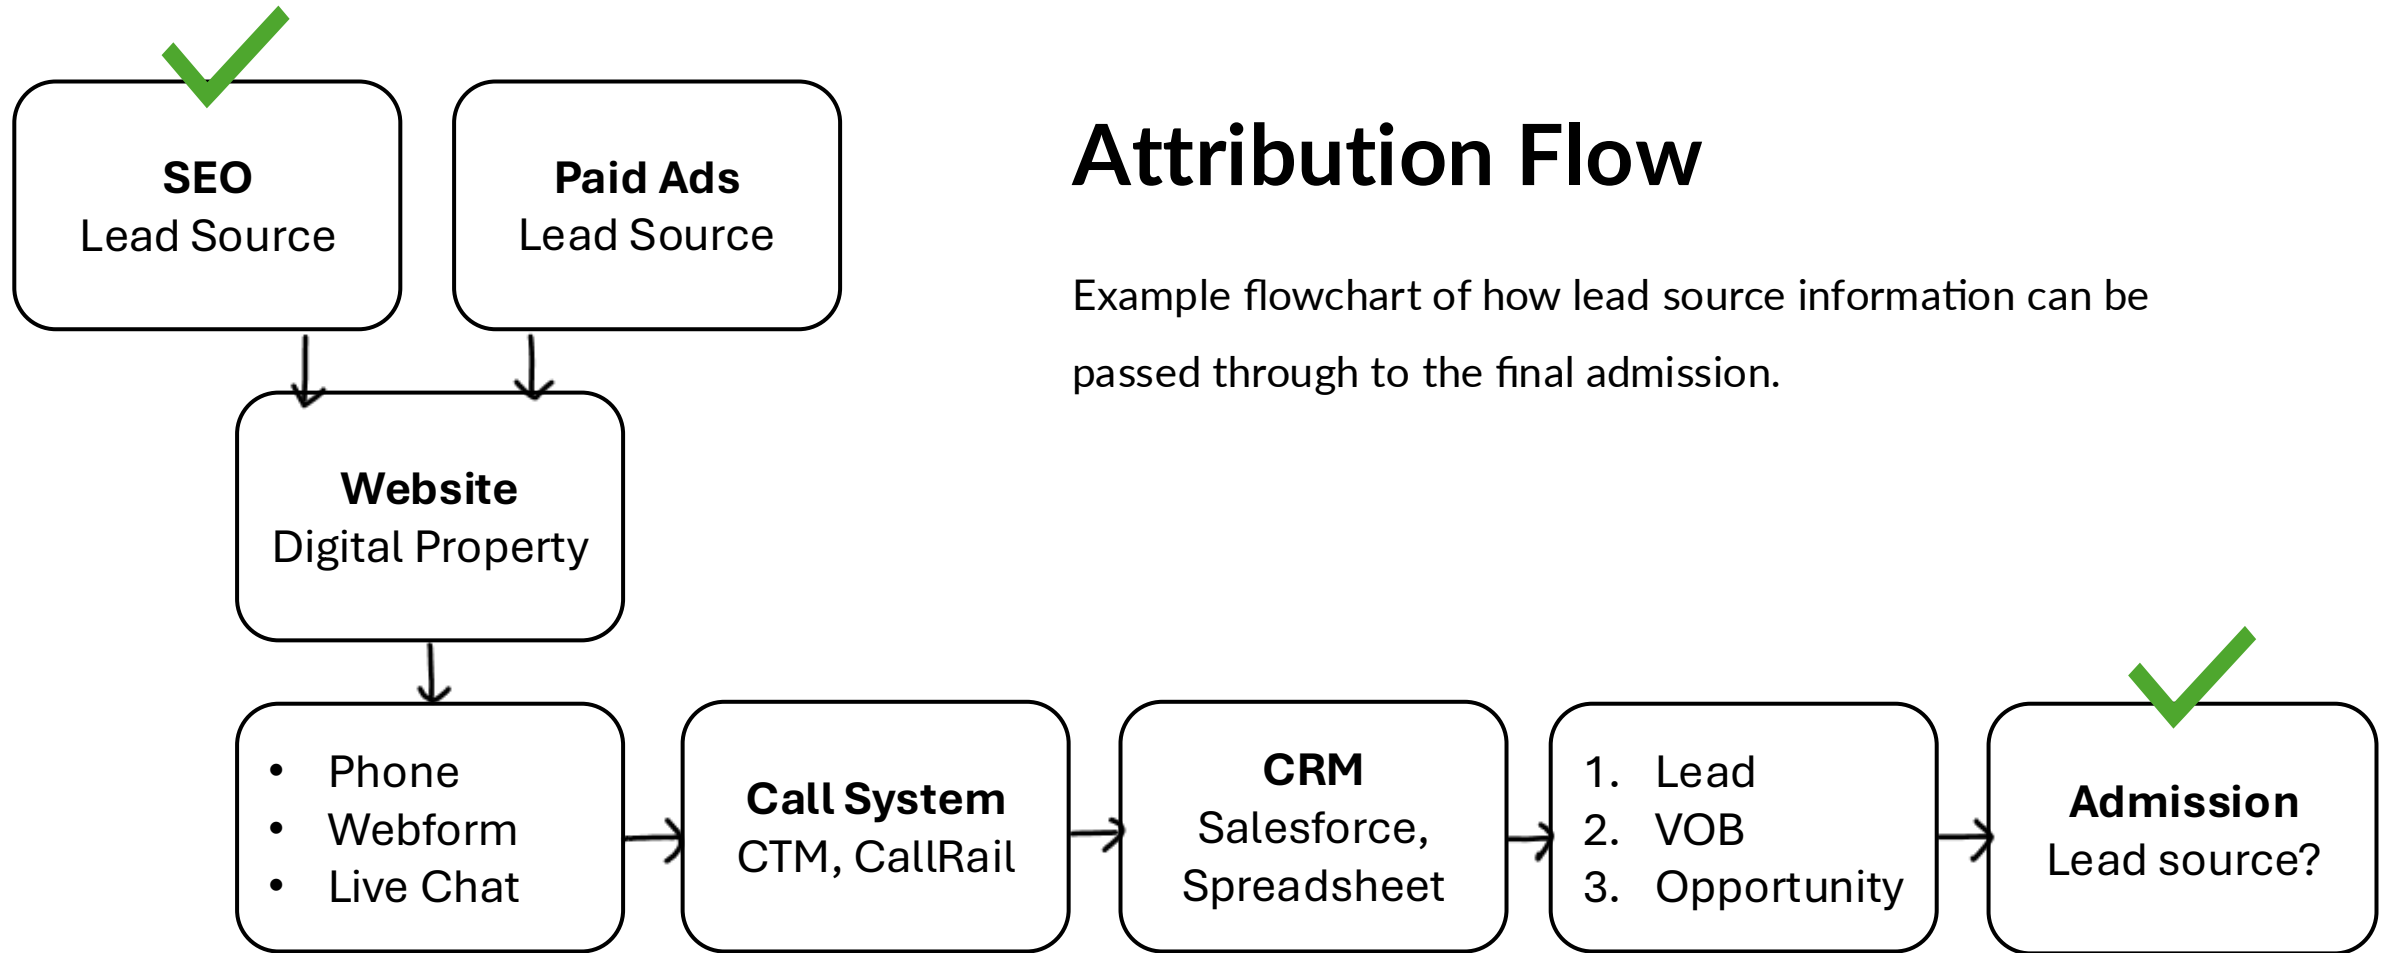 Attribution Flow
Example flowchart of how lead source information can be
passed through to the final admission.
SEO
Lead Source
Paid Ads
Lead Source
Website
Digital Property
• Phone
• Webform
• Live Chat
Call System
CTM, CallRail
CRM
Salesforce,
Spreadsheet
1. Lead
2. VOB
3. Opportunity
Admission
Lead source?